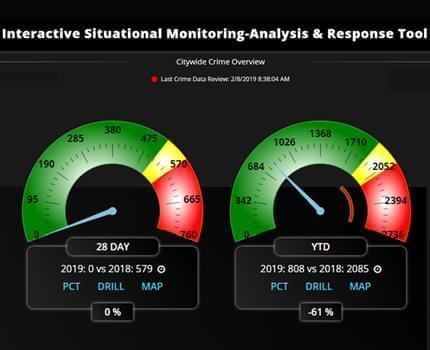 Interactive Situational Monitoring-Analysis & Response Tool
Citywide Crime Overview
Last Crime Data Review: 2/8/2019 8:38:04 AM
0
95
190
285
380
475
570
665
760
28 DAY
2019: 0 vs 2018: 579
PCT DRILL MAP
0 %
0
342
684
1026
1368
1710
2052
2394
2736
YTD
2019: 808 vs 2018: 2085
PCT DRILL MAP
-61 %